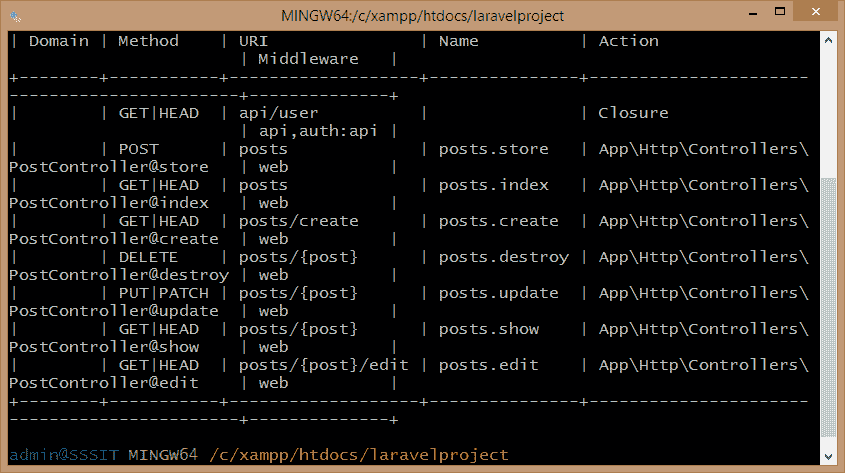 MINGW64:/c/xampp/htdocs/laravelproject
| Domain | Method    | URI               | Name          | Action
                       | Middleware   |
+--------+-----------+-------------------+---------------+----------------------
-----------------------+--------------+
|        | GET|HEAD  | api/user          |               | Closure
                       | api,auth:api |
|        | POST      | posts             | posts.store   | App\Http\Controllers\
PostController@store   | web          |
|        | GET|HEAD  | posts             | posts.index   | App\Http\Controllers\
PostController@index   | web          |
|        | GET|HEAD  | posts/create      | posts.create  | App\Http\Controllers\
PostController@create  | web          |
|        | DELETE    | posts/{post}      | posts.destroy | App\Http\Controllers\
PostController@destroy | web          |
|        | PUT|PATCH | posts/{post}      | posts.update  | App\Http\Controllers\
PostController@update  | web          |
|        | GET|HEAD  | posts/{post}      | posts.show    | App\Http\Controllers\
PostController@show    | web          |
|        | GET|HEAD  | posts/{post}/edit | posts.edit    | App\Http\Controllers\
PostController@edit    | web          |
+--------+-----------+-------------------+---------------+----------------------
-----------------------+--------------+
admin@SSSIT MINGW64 /c/xampp/htdocs/laravelproject